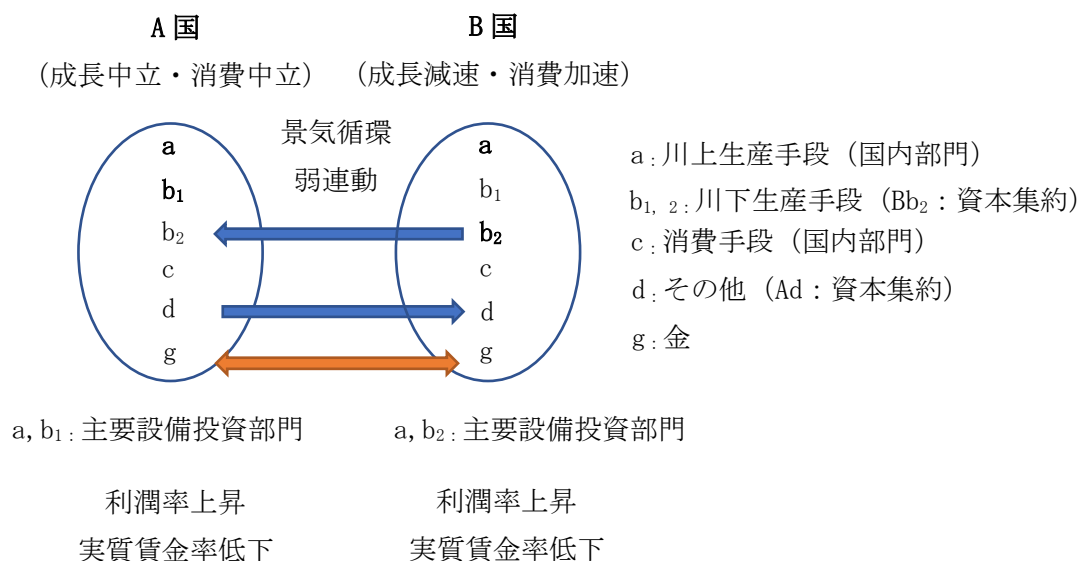 A国
B国
（成長中立・消費中立）
（成長減速・消費加速）
景気循環
弱連動
a
b1
b2
c
d
g
a
b1
b2
c
d
g
a：川上生産手段（国内部門）
b1, 2：川下生産手段（Bb2：資本集約）
c：消費手段（国内部門）
d：その他（Ad：資本集約）
g：金
a, b1：主要設備投資部門
a, b2：主要設備投資部門
利潤率上昇
実質賃金率低下
利潤率上昇
実質賃金率低下